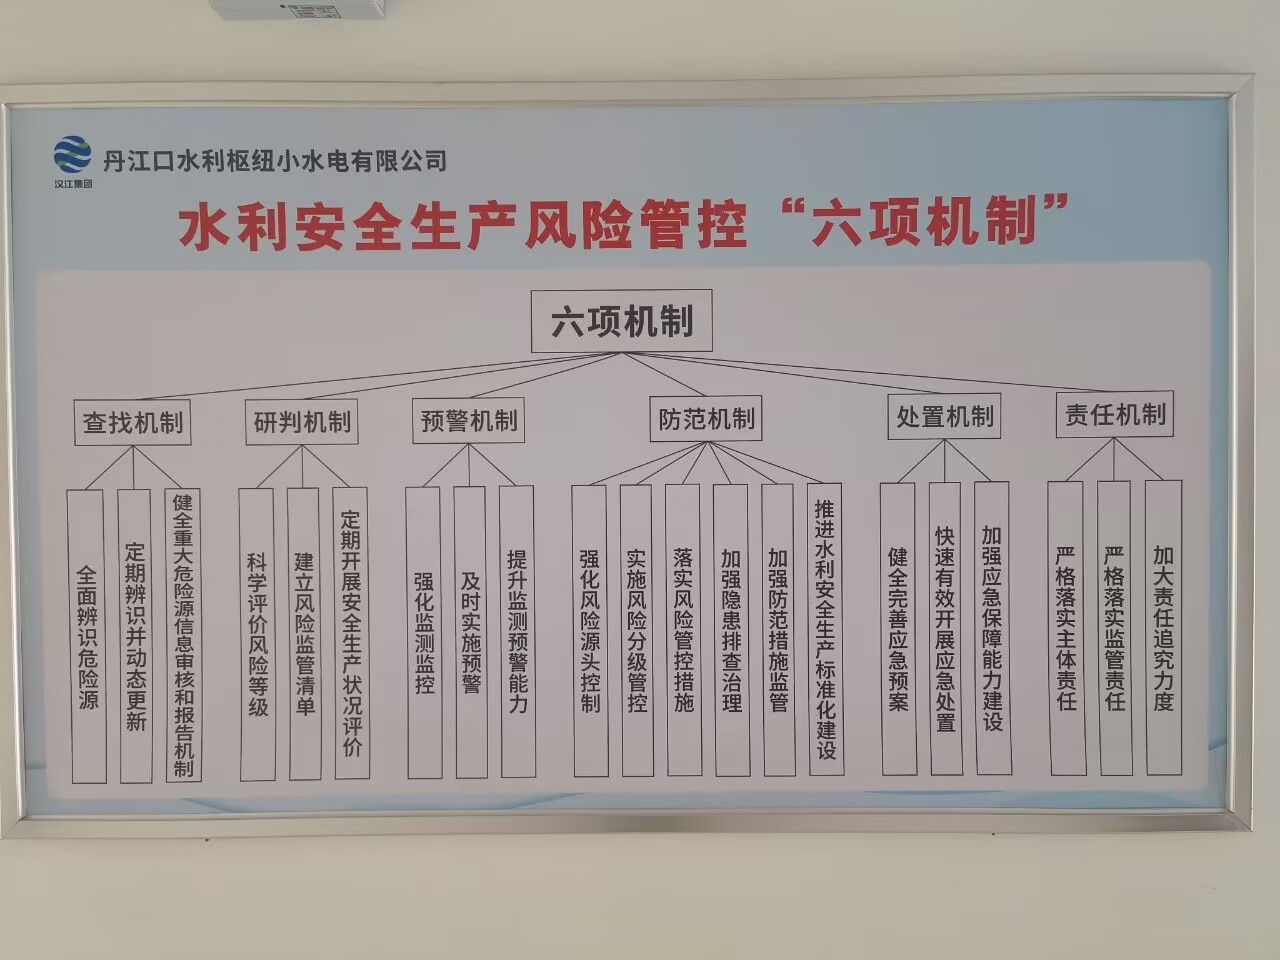 汉江集团
丹江口水利枢纽小水电有限公司
水利安全生产风险管控“六项机制”
六项机制
查找机制
研判机制
预警机制
防范机制
处置机制
责任机制
全面辨识危险源
定期辨识并动态更新
健全重大危险源信息审核和报告机制
科学评价风险等级
建立风险监管清单
定期开展安全生产状况评价
强化监测监控
及时实施预警
提升监测预警能力
强化风险源头控制
实施风险分级管控
落实风险管控措施
加强隐患排查治理
加强防范措施监管
推进水利安全生产标准化建设
健全完善应急预案
快速有效开展应急处置
加强应急保障能力建设
严格落实主体责任
严格落实监管责任
加大责任追究力度